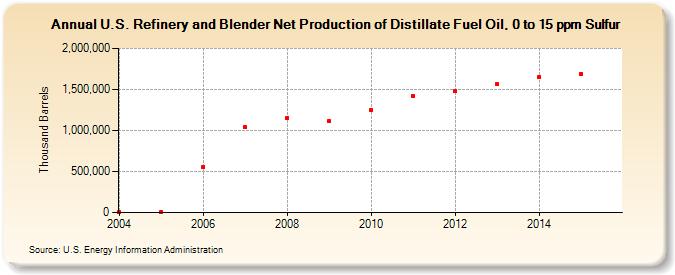 Annual U.S. Refinery and Blender Net Production of Distillate Fuel Oil, 0 to 15 ppm Sulfur
Thousand Barrels
2,000,000
1,500,000
1,000,000
500,000
0
2004 2006 2008 2010 2012 2014
Source: U.S. Energy Information Administration